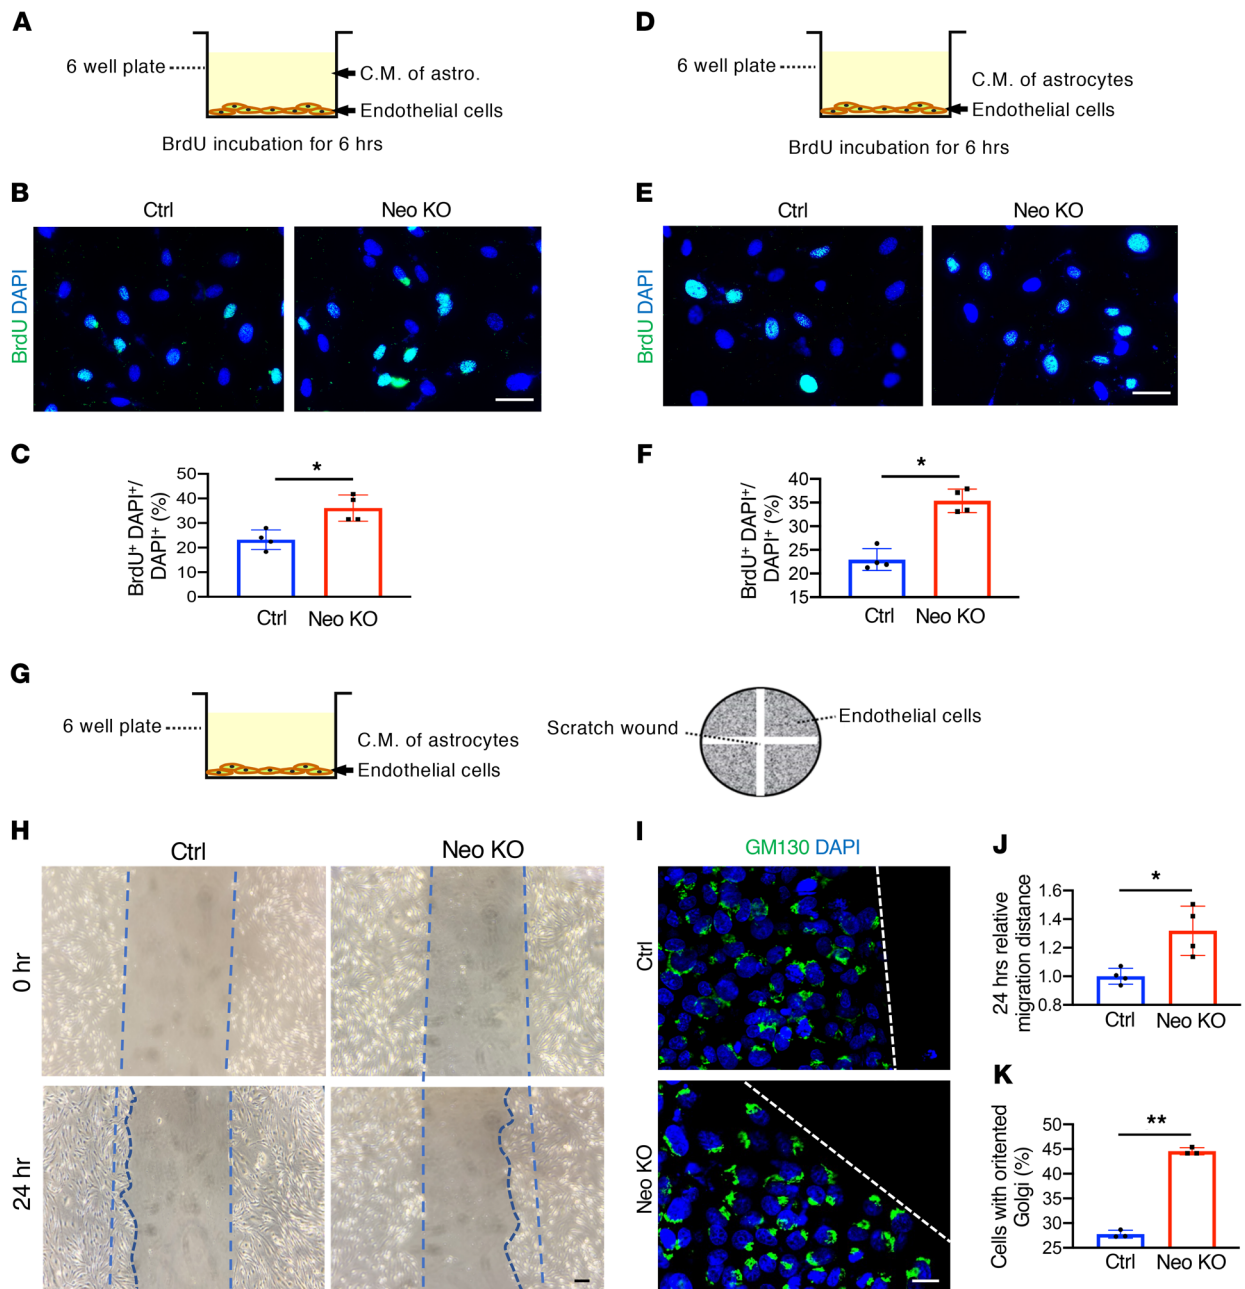 A
6 well plate
C.M. of astro.
Endothelial cells
BrdU incubation for 6 hrs
D
6 well plate
C.M. of astrocytes
Endothelial cells
BrdU incubation for 6 hrs
B
Ctrl
Neo KO
BrdU DAPI
E
Ctrl
Neo KO
BrdU DAPI
C
BrdU⁺ DAPI⁺/
DAPI⁺ (%)
50
40
30
20
10
0
*
Ctrl
Neo KO
F
BrdU⁺ DAPI⁺/
DAPI⁺ (%)
40
35
30
25
20
15
*
Ctrl
Neo KO
G
6 well plate
C.M. of astrocytes
Endothelial cells
Scratch wound
Endothelial cells
H
Ctrl
Neo KO
0 hr
24 hr
I
GM130 DAPI
Ctrl
Neo KO
J
24 hrs relative
migration distance
1.6
1.4
1.2
1.0
0.8
*
Ctrl
Neo KO
K
Cells with oritented
Golgi (%)
50
45
40
35
30
25
**
Ctrl
Neo KO